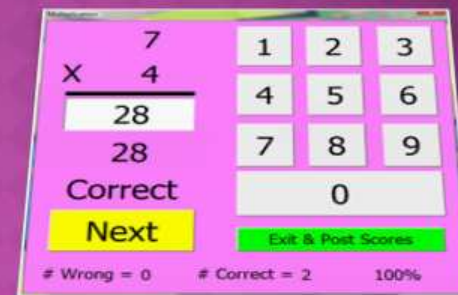 Multiplication
7
X 4
28
28
Correct
Next
1 2 3
4 5 6
7 8 9
0
Exit & Post Scores
# Wrong = 0 # Correct = 2 100%